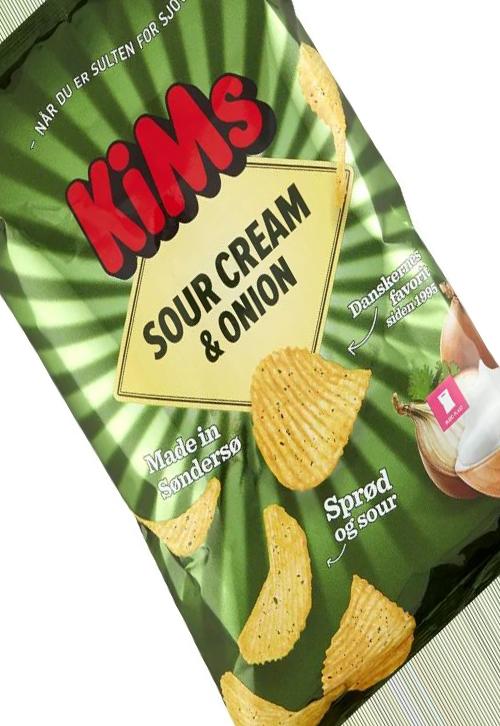 – NÅR DU ER SULTEN FOR SJOV
KiMs
SOUR CREAM
& ONION
Danskernes
favorit
siden 1995
Made in
Søndersø
Sprød
og sour